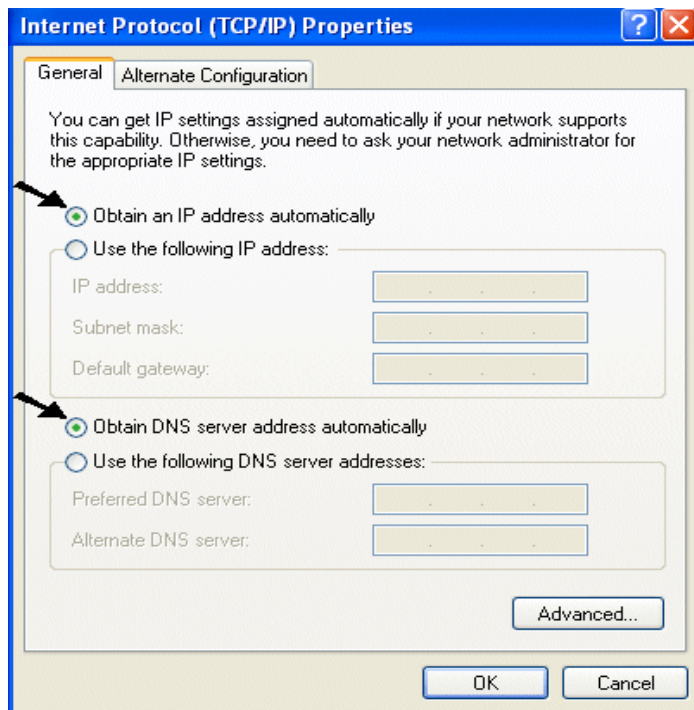 Internet Protocol (TCP/IP) Properties
General
Alternate Configuration
You can get IP settings assigned automatically if your network supports
this capability. Otherwise, you need to ask your network administrator for
the appropriate IP settings.
Obtain an IP address automatically
Use the following IP address:
IP address:
Subnet mask:
Default gateway:
Obtain DNS server address automatically
Use the following DNS server addresses:
Preferred DNS server:
Alternate DNS server:
Advanced...
OK
Cancel